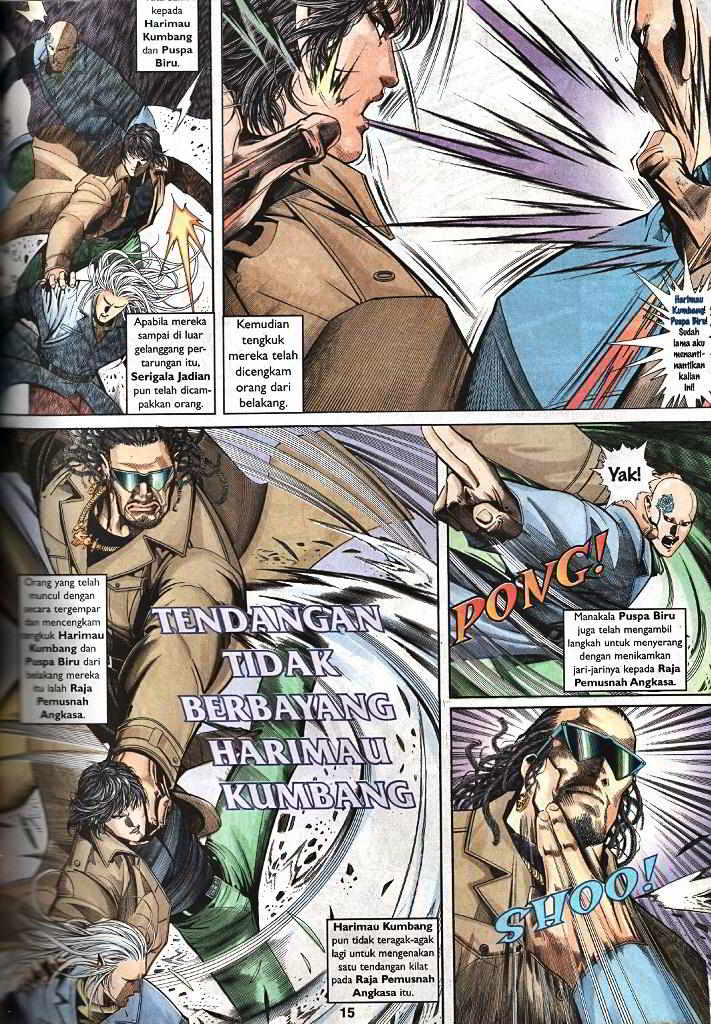 kepada
Harimau
Kumbang
dan Puspa
Biru.
Apabila mereka
sampai di luar
gelanggang per-
tarungan itu,
Serigala Jadian
pun telah dicam-
pakkan orang.
Kemudian
tengkuk
mereka telah
dicengkam
orang dari
belakang.
Harimau
Kumbang!
Puspa Biru!
Sudah
lama aku
menanti-
nantikan
kalian
ini!
Orang yang telah
muncul dengan
secara tergempar
dan mencengkam
tengkuk Harimau
Kumbang dan
Puspa Biru dari
belakang mereka
itu ialah Raja
Pemusnah
Angkasa.
TENDANGAN
TIDAK
BERBAYANG
HARIMAU
KUMBANG
Harimau Kumbang
pun tidak teragak-agak
lagi untuk mengenakan
satu tendangan kilat
pada Raja Pemusnah
Angkasa itu.
Yak!
PONG!
Manakala Puspa Biru
juga telah mengambil
langkah untuk menyerang
dengan menikamkan
jari-jarinya kepada Raja
Pemusnah Angkasa.
SHOO!
15